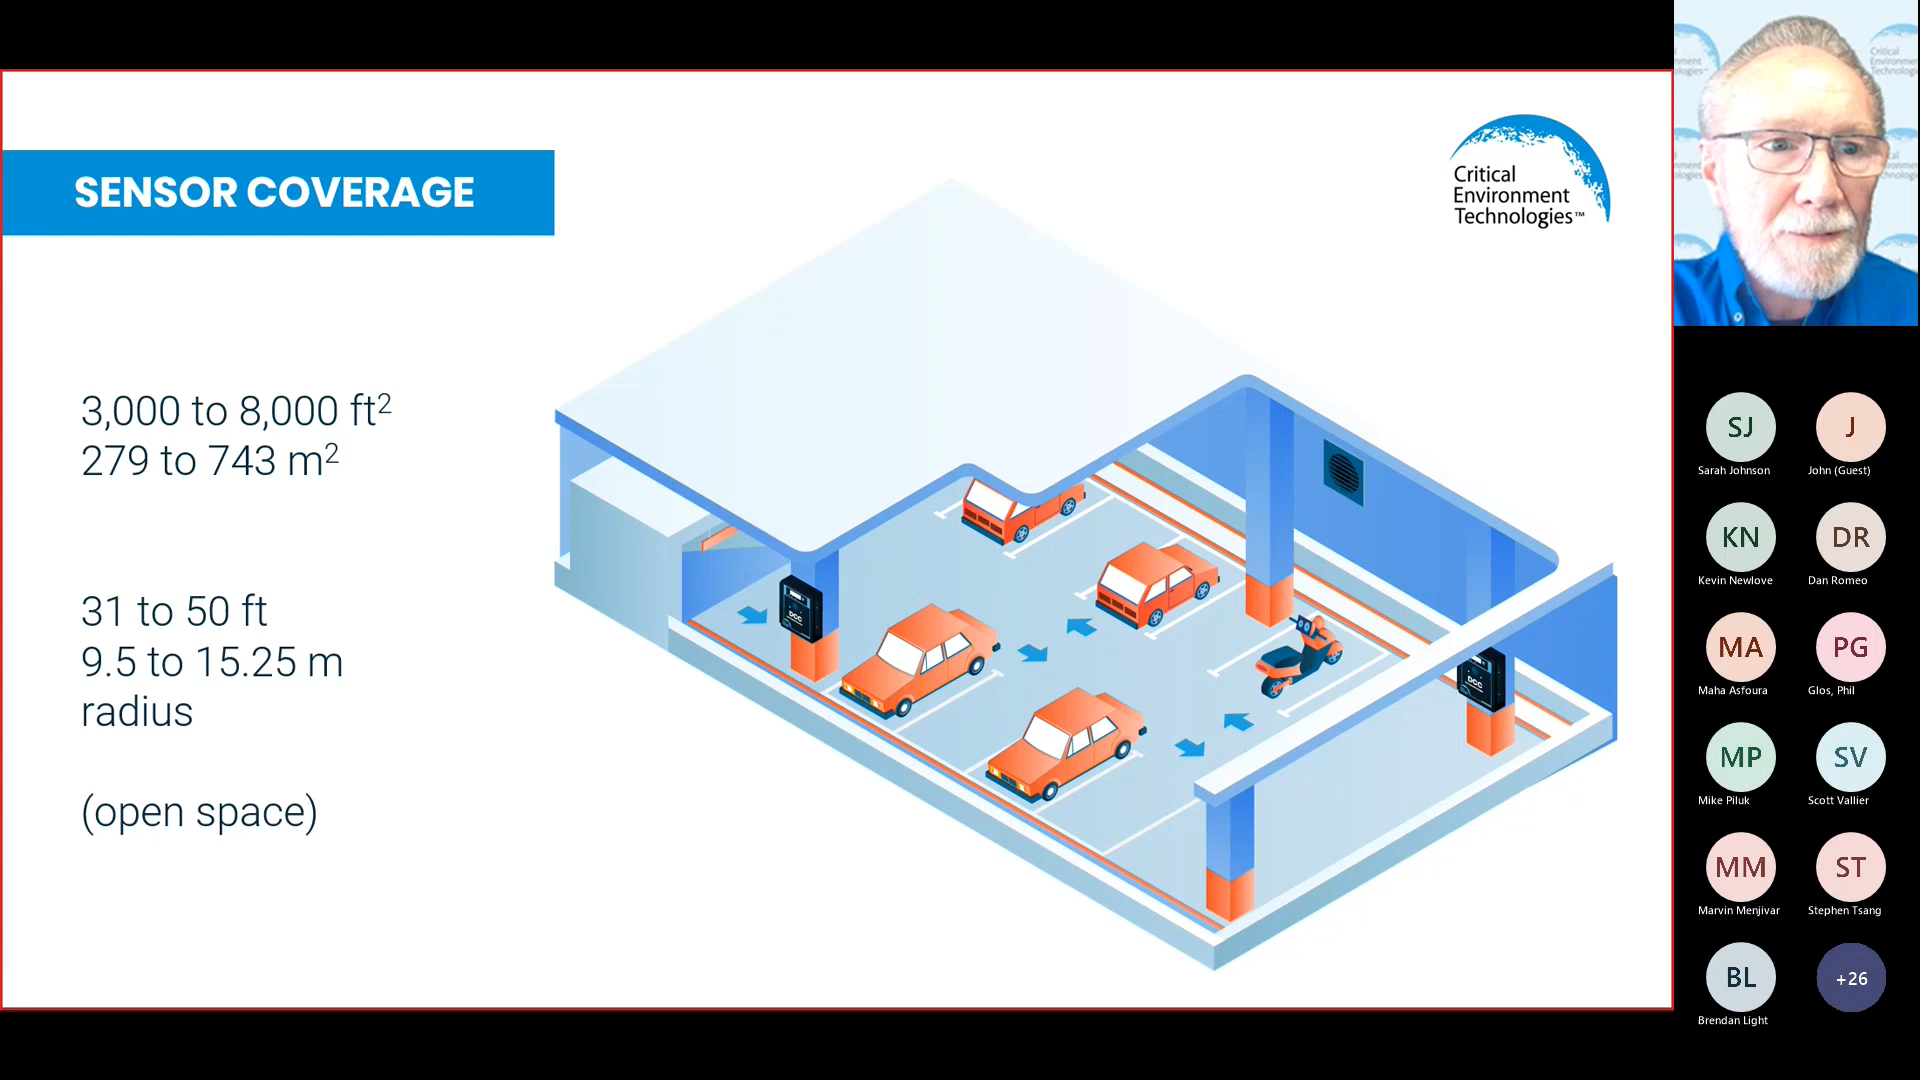 SENSOR COVERAGE
Critical
Environment
Technologies™
3,000 to 8,000 ft²
279 to 743 m²
31 to 50 ft
9.5 to 15.25 m
radius
(open space)
DCC
DCC
SJ
Sarah Johnson
J
John (Guest)
KN
Kevin Newlove
DR
Dan Romeo
MA
Maha Asfoura
PG
Glos, Phil
MP
Mike Piluk
SV
Scott Vallier
MM
Marvin Menjivar
ST
Stephen Tsang
BL
Brendan Light
+26